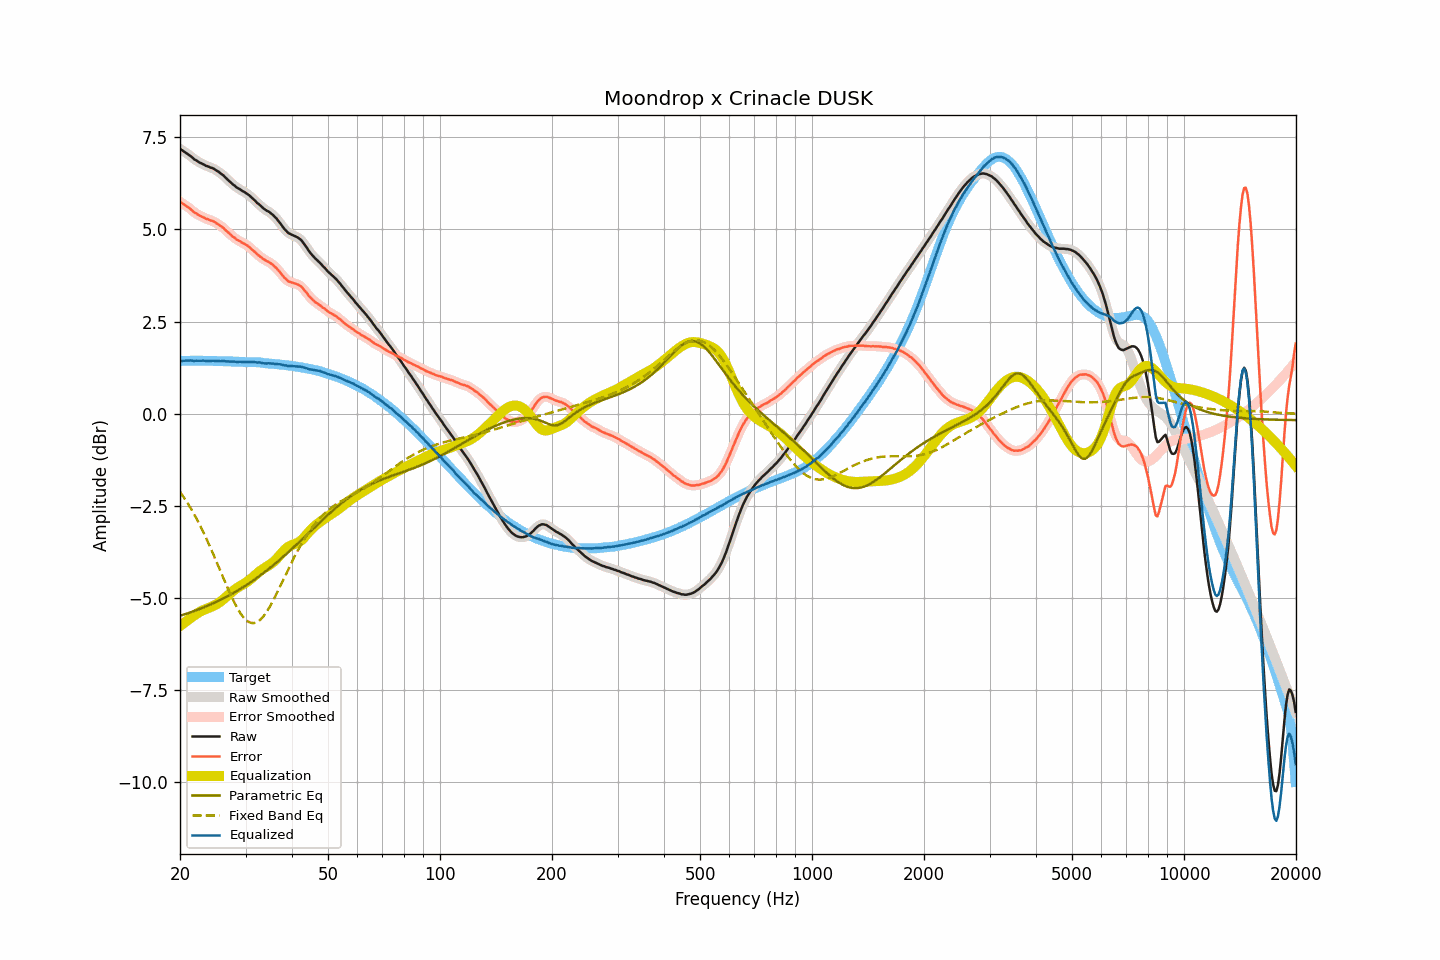 Moondrop x Crinacle DUSK
7.5
5.0
2.5
0.0
−2.5
−5.0
−7.5
−10.0
Amplitude (dBr)
Target
Raw Smoothed
Error Smoothed
Raw
Error
Equalization
Parametric Eq
Fixed Band Eq
Equalized
20 50 100 200 500 1000 2000 5000 10000 20000
Frequency (Hz)